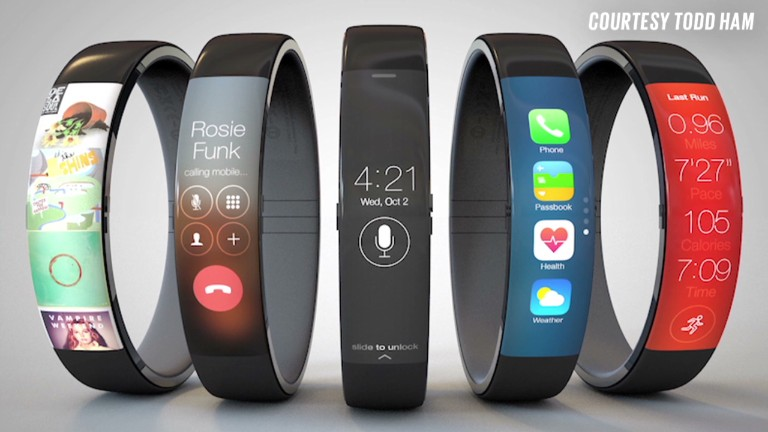 COURTESY TODD HAM
VAMPIRE
WEEKEND
Rosie
Funk
calling mobile...
4:21
Wed, Oct 2
slide to unlock
Phone
Passbook
Health
Weather
Last Run
0.96
Miles
7'27"
Pace
105
Calories
7:09
Time